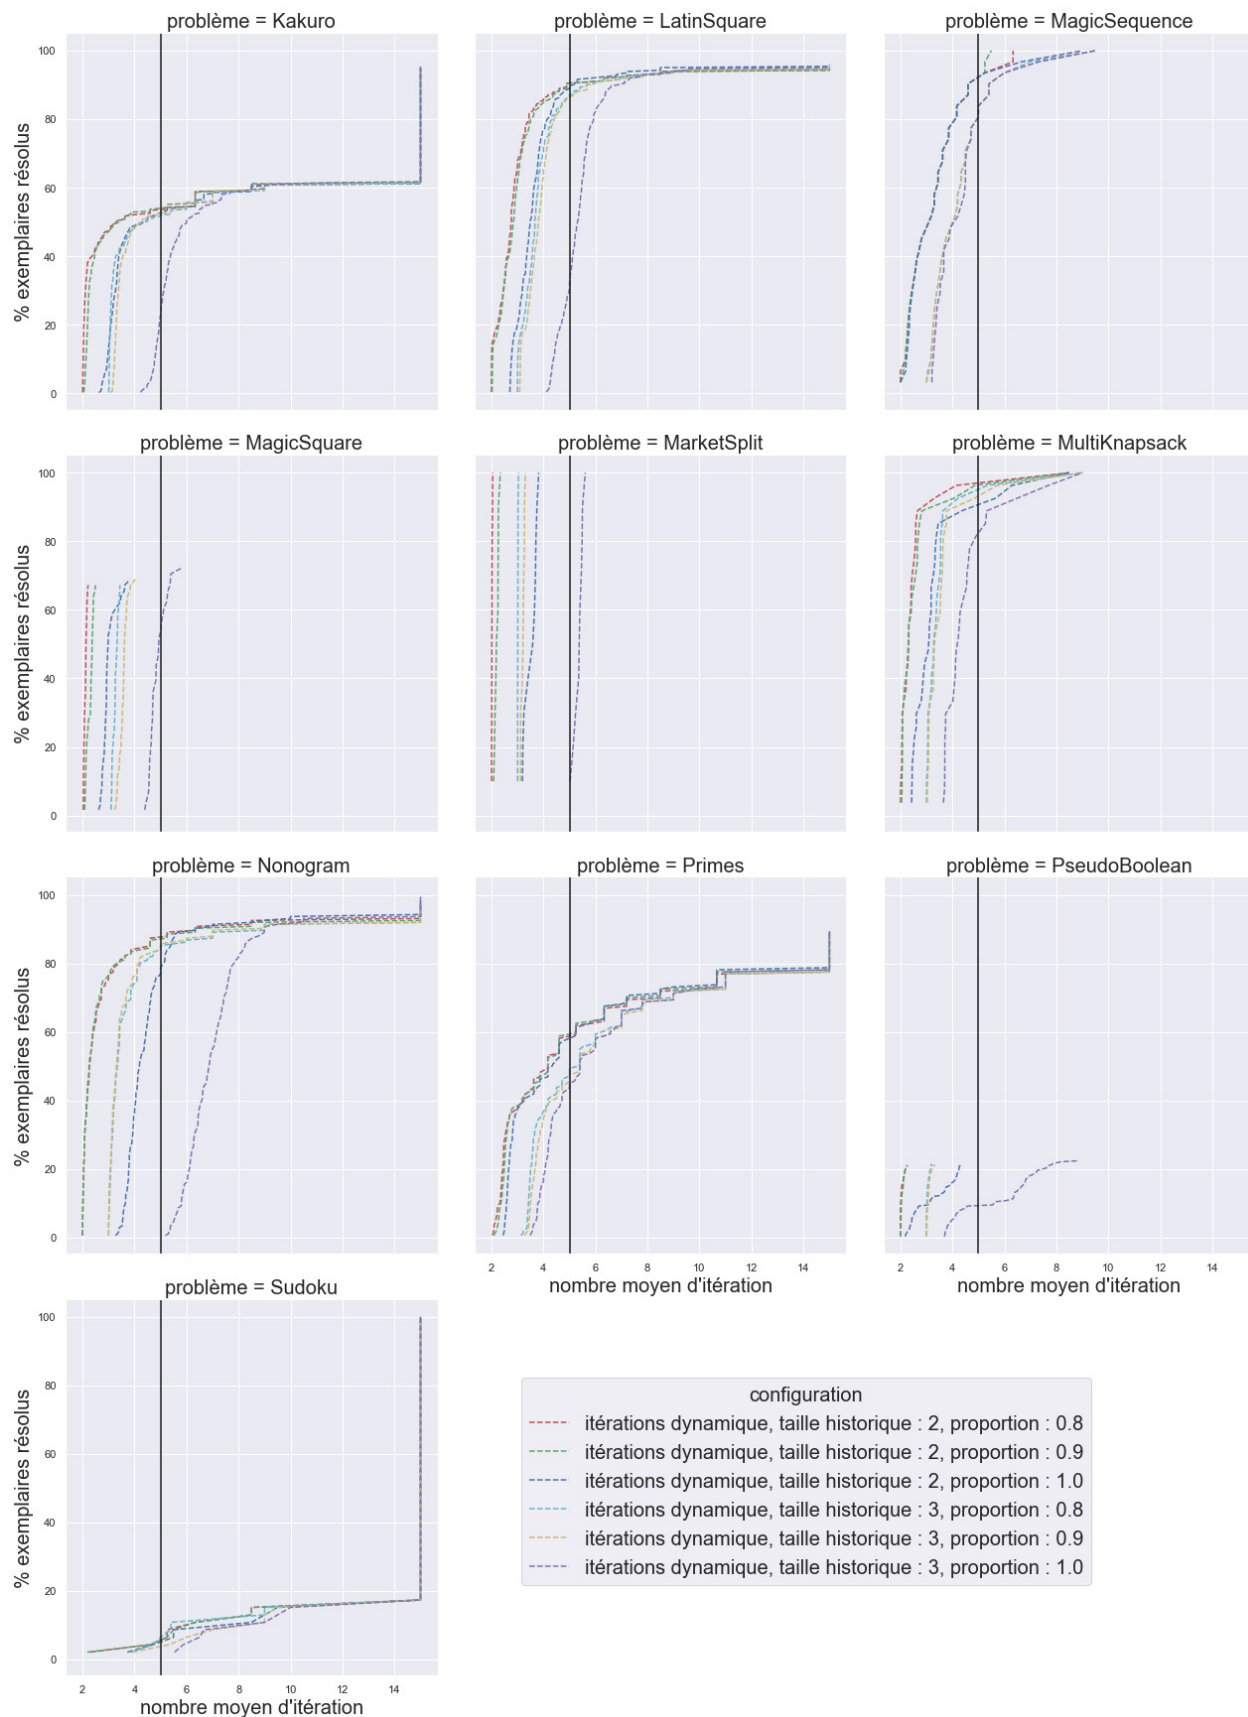 problème = Kakuro
problème = LatinSquare
problème = MagicSequence
100
80
60
40
20
0
% exemplaires résolus
problème = MagicSquare
problème = MarketSplit
problème = MultiKnapsack
100
80
60
40
20
0
% exemplaires résolus
problème = Nonogram
problème = Primes
problème = PseudoBoolean
100
80
60
40
20
0
% exemplaires résolus
2 4 6 8 10 12 14
nombre moyen d'itération
2 4 6 8 10 12 14
nombre moyen d'itération
problème = Sudoku
100
80
60
40
20
0
% exemplaires résolus
2 4 6 8 10 12 14
nombre moyen d'itération
configuration
itérations dynamique, taille historique : 2, proportion : 0.8
itérations dynamique, taille historique : 2, proportion : 0.9
itérations dynamique, taille historique : 2, proportion : 1.0
itérations dynamique, taille historique : 3, proportion : 0.8
itérations dynamique, taille historique : 3, proportion : 0.9
itérations dynamique, taille historique : 3, proportion : 1.0